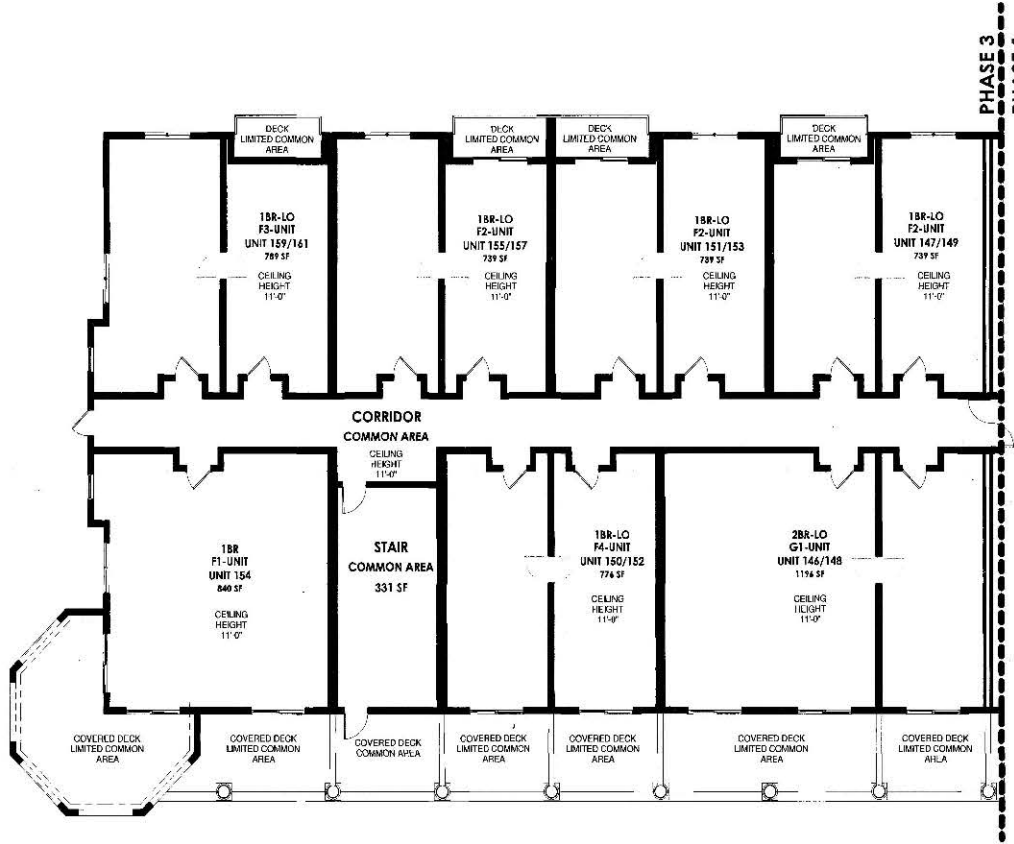 PHASE 3
DECK
LIMITED COMMON
AREA
DECK
LIMITED COMMON
AREA
DECK
LIMITED COMMON
AREA
DECK
LIMITED COMMON
AREA
1BR-LO
F3-UNIT
UNIT 159/161
789 SF
CEILING
HEIGHT
11'-0"
1BR-LO
F2-UNIT
UNIT 155/157
739 SF
CEILING
HEIGHT
11'-0"
1BR-LO
F2-UNIT
UNIT 151/153
739 SF
CEILING
HEIGHT
11'-0"
1BR-LO
F2-UNIT
UNIT 147/149
739 SF
CEILING
HEIGHT
11'-0"
CORRIDOR
COMMON AREA
CEILING
HEIGHT
11'-0"
1BR
F1-UNIT
UNIT 154
840 SF
CEILING
HEIGHT
11'-0"
STAIR
COMMON AREA
331 SF
1BR-LO
F4-UNIT
UNIT 150/152
776 SF
CEILING
HEIGHT
11'-0"
2BR-LO
G1-UNIT
UNIT 146/148
1196 SF
CEILING
HEIGHT
11'-0"
COVERED DECK
LIMITED COMMON
AREA
COVERED DECK
LIMITED COMMON
AREA
COVERED DECK
COMMON AREA
COVERED DECK
LIMITED COMMON
AREA
COVERED DECK
LIMITED COMMON
AREA
COVERED DECK
LIMITED COMMON
AREA
COVERED DECK
LIMITED COMMON
AREA